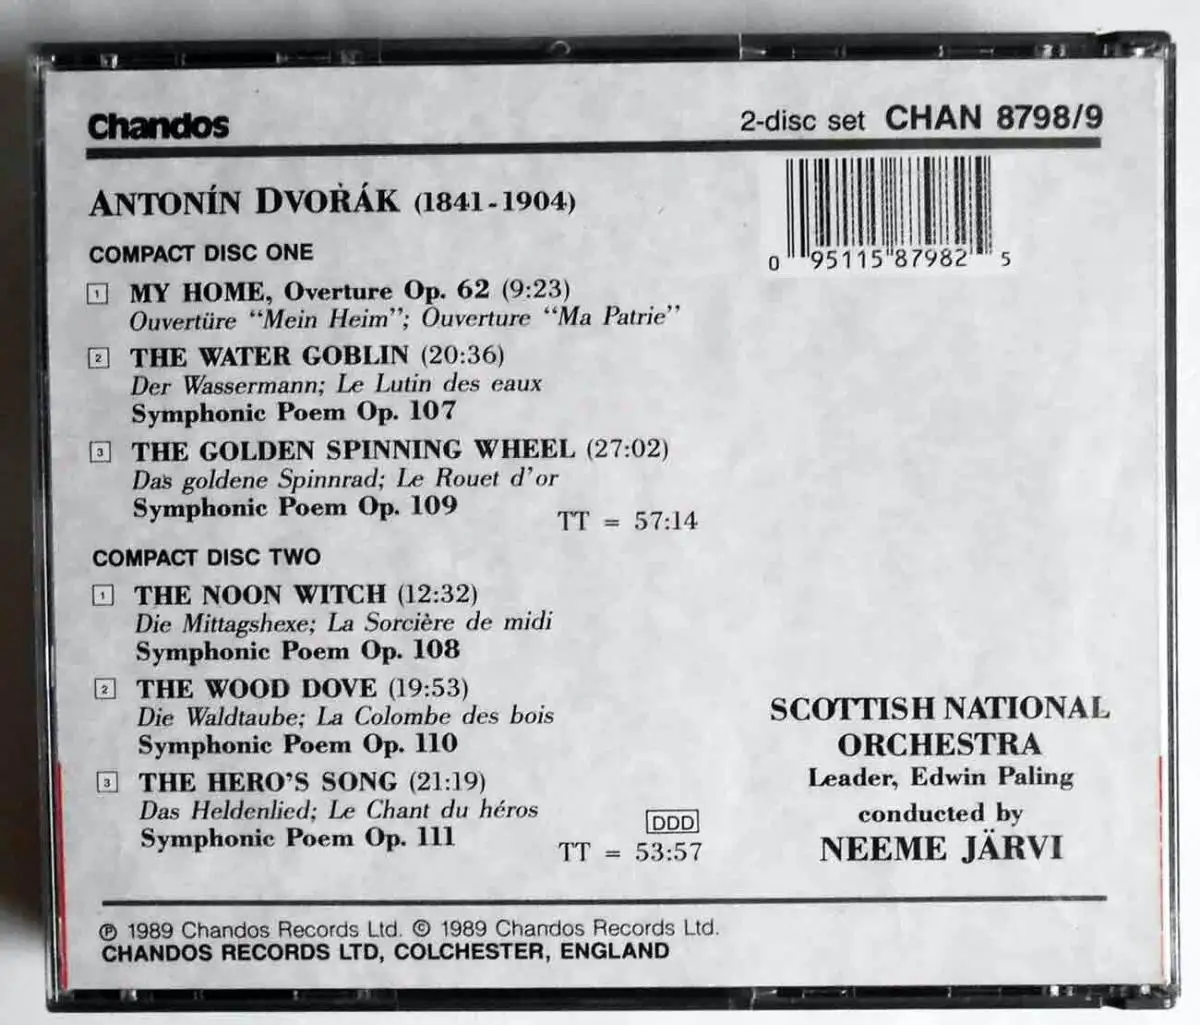 Chandos
2-disc set CHAN 8798/9
ANTONÍN DVOŘÁK (1841-1904)
0 95115 87982 5
COMPACT DISC ONE
1 MY HOME, Overture Op. 62 (9:23)
Ouvertüre “Mein Heim”; Ouverture “Ma Patrie”
2 THE WATER GOBLIN (20:36)
Der Wassermann; Le Lutin des eaux
Symphonic Poem Op. 107
3 THE GOLDEN SPINNING WHEEL (27:02)
Das goldene Spinnrad; Le Rouet d'or
Symphonic Poem Op. 109
TT = 57:14
COMPACT DISC TWO
1 THE NOON WITCH (12:32)
Die Mittagshexe; La Sorcière de midi
Symphonic Poem Op. 108
2 THE WOOD DOVE (19:53)
Die Waldtaube; La Colombe des bois
Symphonic Poem Op. 110
3 THE HERO'S SONG (21:19)
Das Heldenlied; Le Chant du héros
Symphonic Poem Op. 111
DDD
TT = 53:57
SCOTTISH NATIONAL
ORCHESTRA
Leader, Edwin Paling
conducted by
NEEME JÄRVI
℗ 1989 Chandos Records Ltd. © 1989 Chandos Records Ltd.
CHANDOS RECORDS LTD, COLCHESTER, ENGLAND